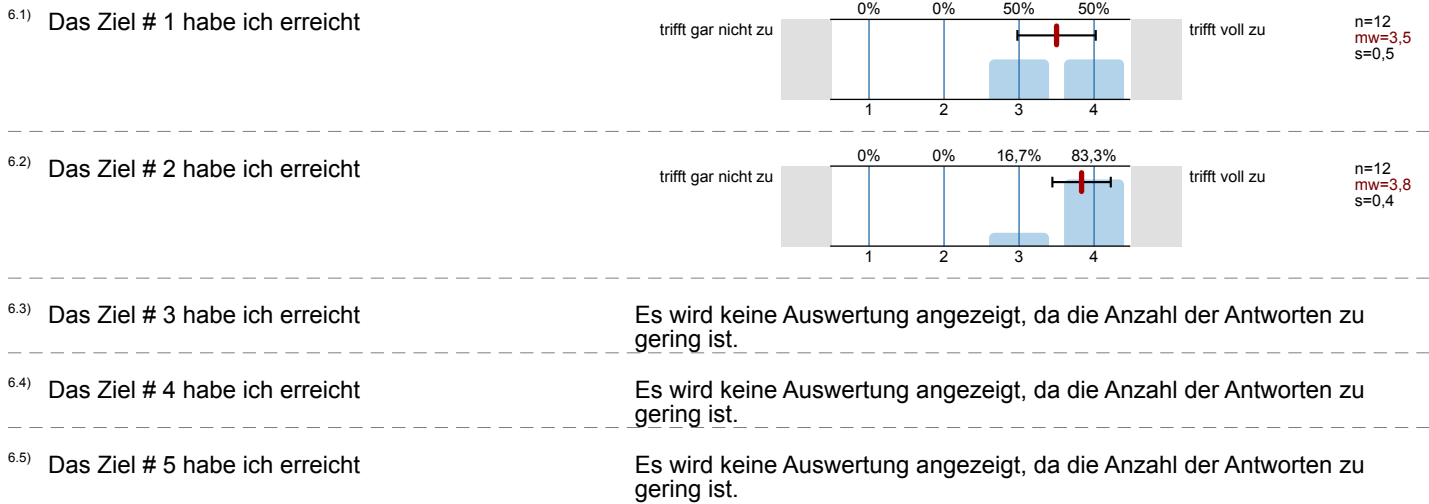 6.1) Das Ziel # 1 habe ich erreicht
0% 0% 50% 50%
trifft gar nicht zu trifft voll zu
n=12
mw=3,5
s=0,5
1 2 3 4
6.2) Das Ziel # 2 habe ich erreicht
0% 0% 16,7% 83,3%
trifft gar nicht zu trifft voll zu
n=12
mw=3,8
s=0,4
1 2 3 4
6.3) Das Ziel # 3 habe ich erreicht
Es wird keine Auswertung angezeigt, da die Anzahl der Antworten zu
gering ist.
6.4) Das Ziel # 4 habe ich erreicht
Es wird keine Auswertung angezeigt, da die Anzahl der Antworten zu
gering ist.
6.5) Das Ziel # 5 habe ich erreicht
Es wird keine Auswertung angezeigt, da die Anzahl der Antworten zu
gering ist.